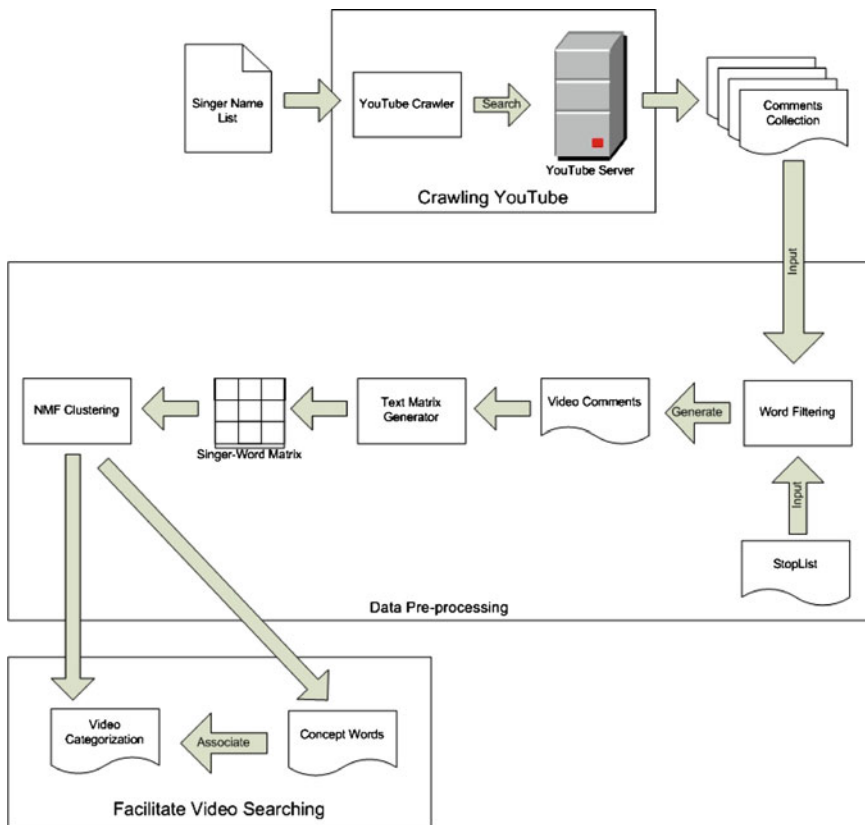 Singer Name
List
YouTube Crawler
Search
YouTube Server
Comments
Collection
Crawling YouTube
Input
NMF Clustering
Singer-Word Matrix
Text Matrix
Generator
Video Comments
Generate
Word Filtering
Input
StopList
Data Pre-processing
Video
Categorization
Associate
Concept Words
Facilitate Video Searching